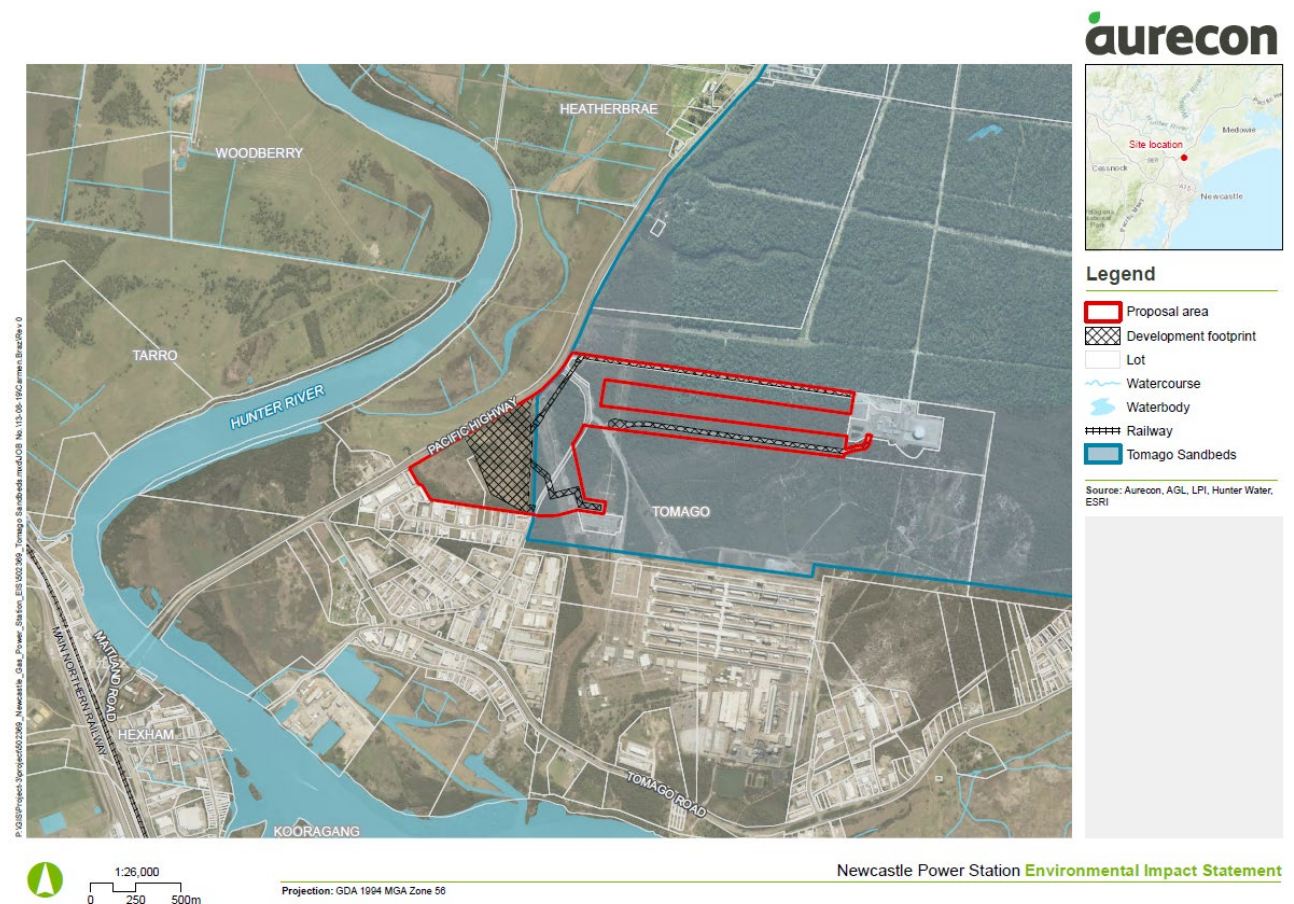 aurecon
HEATHERBRAE
WOODBERRY
TARRO
HUNTER RIVER
PACIFIC HIGHWAY
TOMAGO
MAIN NORTHERN RAILWAY
MAITLAND ROAD
HEXHAM
TOMAGO ROAD
KOORAGANG
Hunter River
Medowie
Site location
Cessnock
Newcastle
Legend
Proposal area
Development footprint
Lot
Watercourse
Waterbody
Railway
Tomago Sandbeds
Source: Aurecon, AGL, LPI, Hunter Water,
ESRI
1:26,000
0 250 500m
Projection: GDA 1994 MGA Zone 56
Newcastle Power Station Environmental Impact Statement